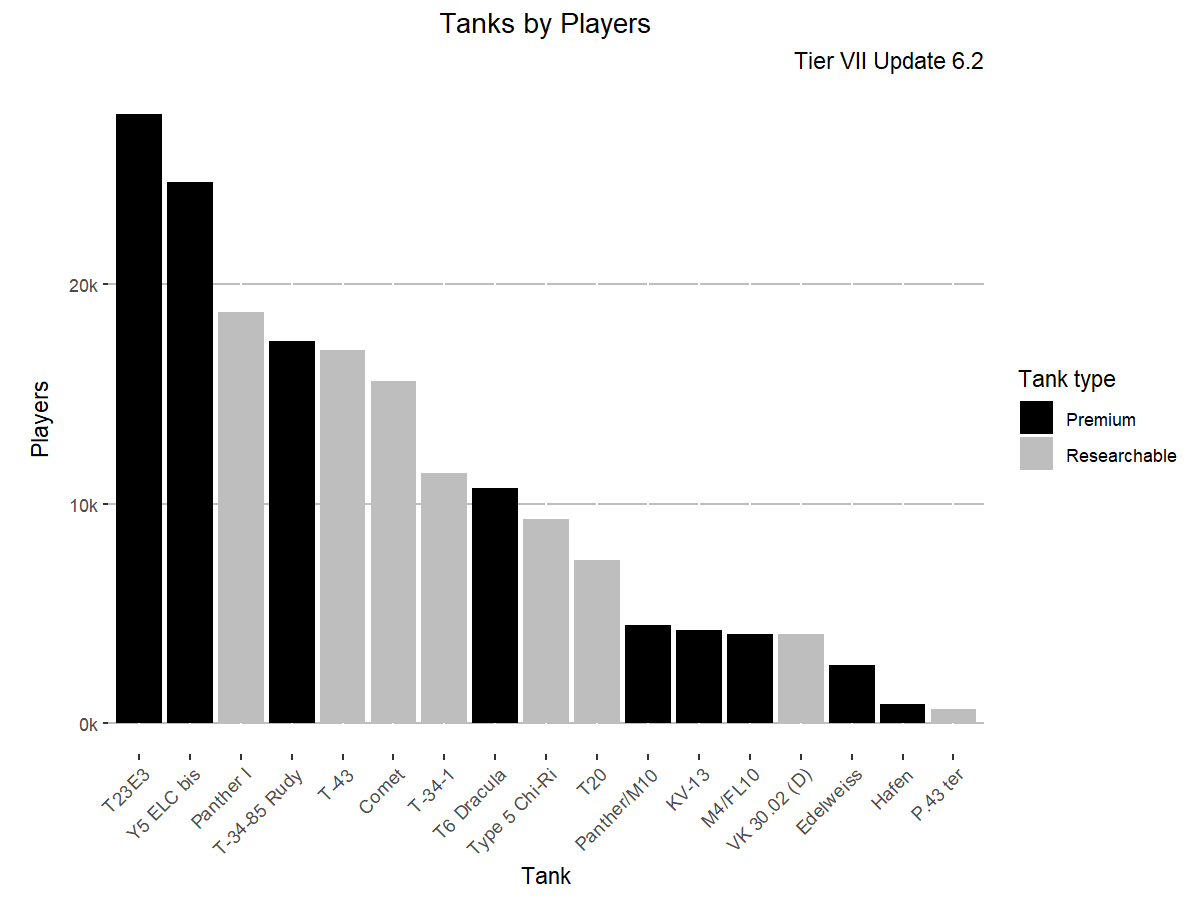 Tanks by Players
Tier VII Update 6.2
Players
20k
10k
0k
T23E3
Y5 ELC bis
Panther I
T-34-85 Rudy
T-43
Comet
T-34-1
T6 Dracula
Type 5 Chi-Ri
T20
Panther/M10
KV-13
M4/FL10
VK 30.02 (D)
Edelweiss
Hafen
P.43 ter
Tank
Tank type
Premium
Researchable